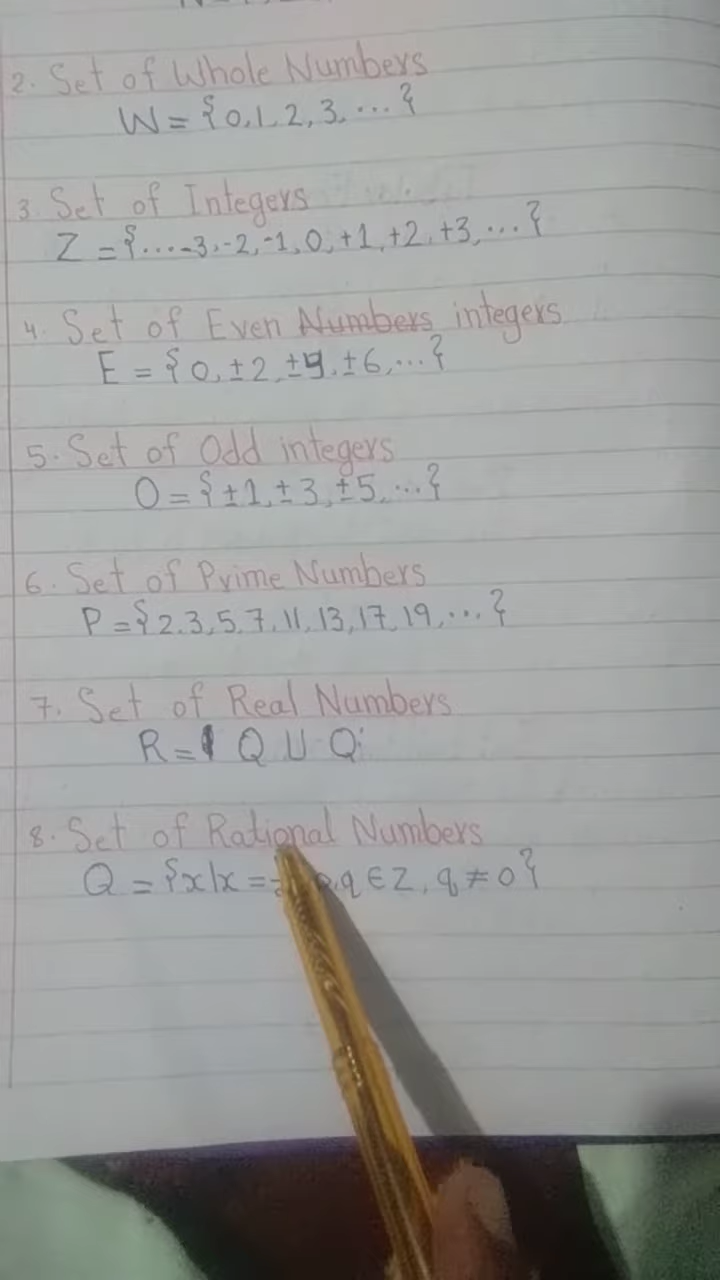 2. Set of Whole Numbers
W = {0,1,2,3,...}
3. Set of Integers
Z = {....-3,-2,-1,0,+1,+2,+3,...}
4. Set of Even Numbers integers
E = {0,±2,±4,±6,...}
5. Set of Odd integers
O = {±1,±3,±5,...}
6. Set of Prime Numbers
P = {2,3,5,7,11,13,17,19,...}
7. Set of Real Numbers
R = Q U Q'
8. Set of Rational Numbers
Q = {x|x = q ∈ Z, q ≠ 0}